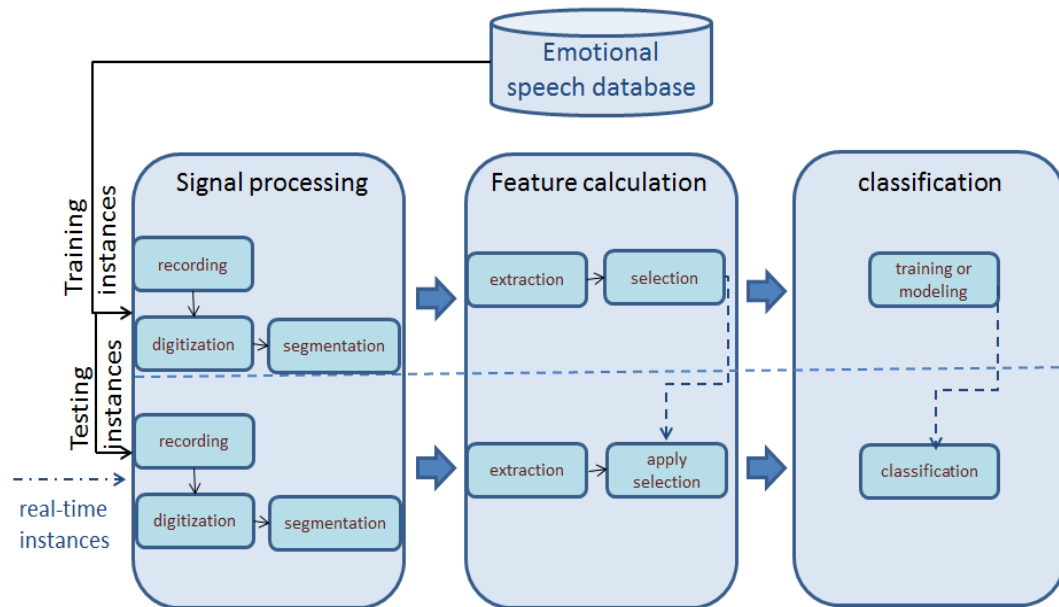 Emotional
speech database
Training
instances
Testing
instances
real-time
instances
Signal processing
recording
digitization
segmentation
recording
digitization
segmentation
Feature calculation
extraction
selection
extraction
apply
selection
classification
training or
modeling
classification